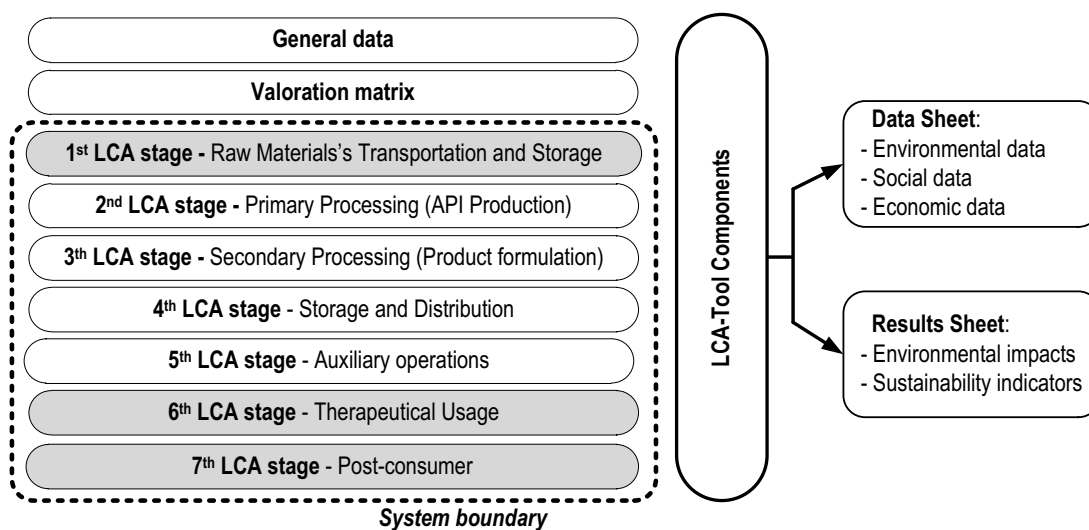 General data
Valoration matrix
1st LCA stage - Raw Materials's Transportation and Storage
2nd LCA stage - Primary Processing (API Production)
3th LCA stage - Secondary Processing (Product formulation)
4th LCA stage - Storage and Distribution
5th LCA stage - Auxiliary operations
6th LCA stage - Therapeutical Usage
7th LCA stage - Post-consumer
System boundary
LCA-Tool Components
Data Sheet:
- Environmental data
- Social data
- Economic data
Results Sheet:
- Environmental impacts
- Sustainability indicators